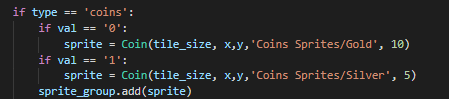 if type == 'coins':
    if val == '0':
        sprite = Coin(tile_size, x,y,'Coins Sprites/Gold', 10)
    if val == '1':
        sprite = Coin(tile_size, x,y,'Coins Sprites/Silver', 5)
    sprite_group.add(sprite)